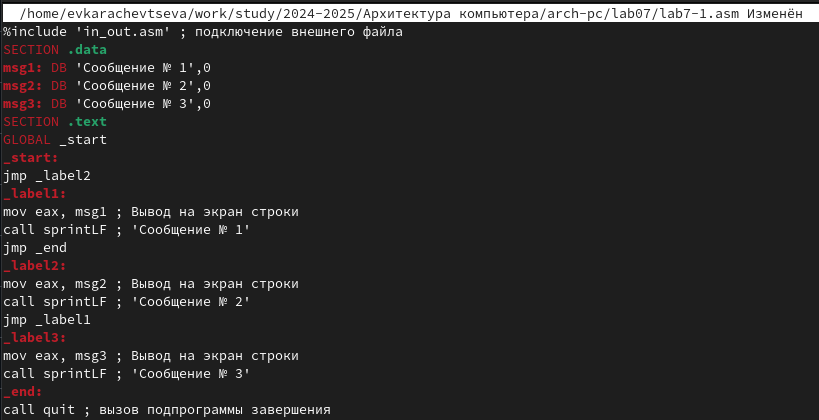 /home/evkarachevtseva/work/study/2024-2025/Архитектура компьютера/arch-pc/lab07/lab7-1.asm Изменён
%include 'in_out.asm' ; подключение внешнего файла
SECTION .data
msg1: DB 'Сообщение № 1',0
msg2: DB 'Сообщение № 2',0
msg3: DB 'Сообщение № 3',0
SECTION .text
GLOBAL _start
_start:
jmp _label2
_label1:
mov eax, msg1 ; Вывод на экран строки
call sprintLF ; 'Сообщение № 1'
jmp _end
_label2:
mov eax, msg2 ; Вывод на экран строки
call sprintLF ; 'Сообщение № 2'
jmp _label1
_label3:
mov eax, msg3 ; Вывод на экран строки
call sprintLF ; 'Сообщение № 3'
_end:
call quit ; вызов подпрограммы завершения